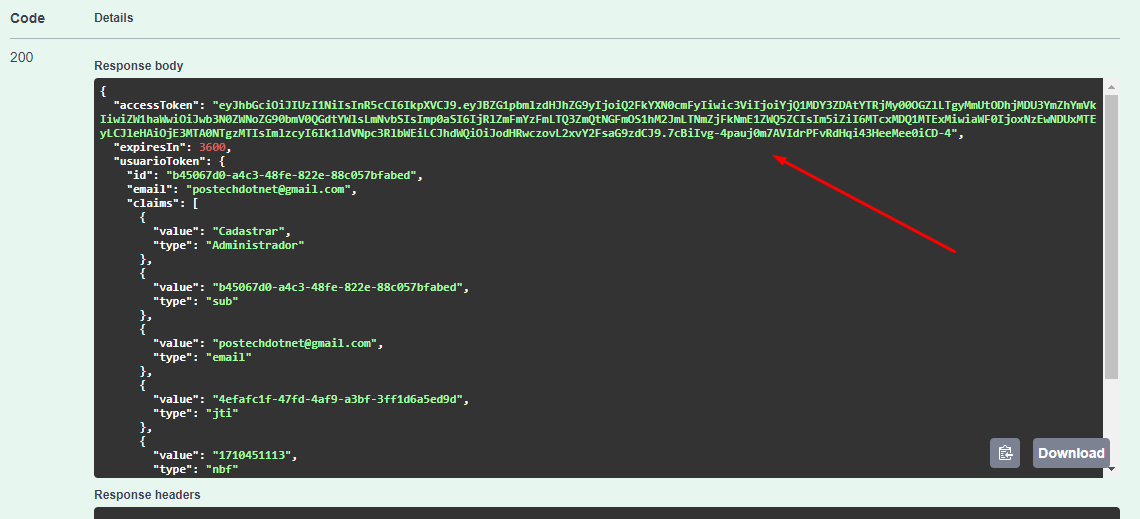 Code Details
200
Response body
{
"accessToken": "eyJhbGciOiJIUzI1NiIsInR5cCI6IkpXVCJ9.eyJBZG1pbmlzdHJhZG9yIjoiQ2FkYXN0cmFyIiwic3ViIjoiYjQ1MDY3ZDAtYTRjMy00OGZlLTgyMmUtODhjMDU3YmZhYmVk
IiwiZW1haWwiOiJwb3N0ZWNoZG90bmV0QGdtYWlsLmNvbSIsImp0aSI6IjRlZmFmYzFmLTQ3ZmQtNGFmOS1hM2JmLTNmZjFkNmE1ZWQ5ZCIsIm5iZiI6MTcxMDQ1MTExMiwiaWF0IjoxNzEwNDUxMTE
yLCJleHAiOjE3MTA0NTgzMTIsImlzcyI6Ik1ldVNpc3RlbWEiLCJhdWQiOiJodHRwczovL2xvY2FsaG9zdCJ9.7cBiIvg-4pauj0m7AVIdrPFvRdHqi43HeeMee0iCD-4",
"expiresIn": 3600,
"usuarioToken": {
"id": "b45067d0-a4c3-48fe-822e-88c057bfabed",
"email": "postechdotnet@gmail.com",
"claims": [
{
"value": "Cadastrar",
"type": "Administrador"
},
{
"value": "b45067d0-a4c3-48fe-822e-88c057bfabed",
"type": "sub"
},
{
"value": "postechdotnet@gmail.com",
"type": "email"
},
{
"value": "4efafc1f-47fd-4af9-a3bf-3ff1d6a5ed9d",
"type": "jti"
},
{
"value": "1710451113",
"type": "nbf"
Download
Response headers